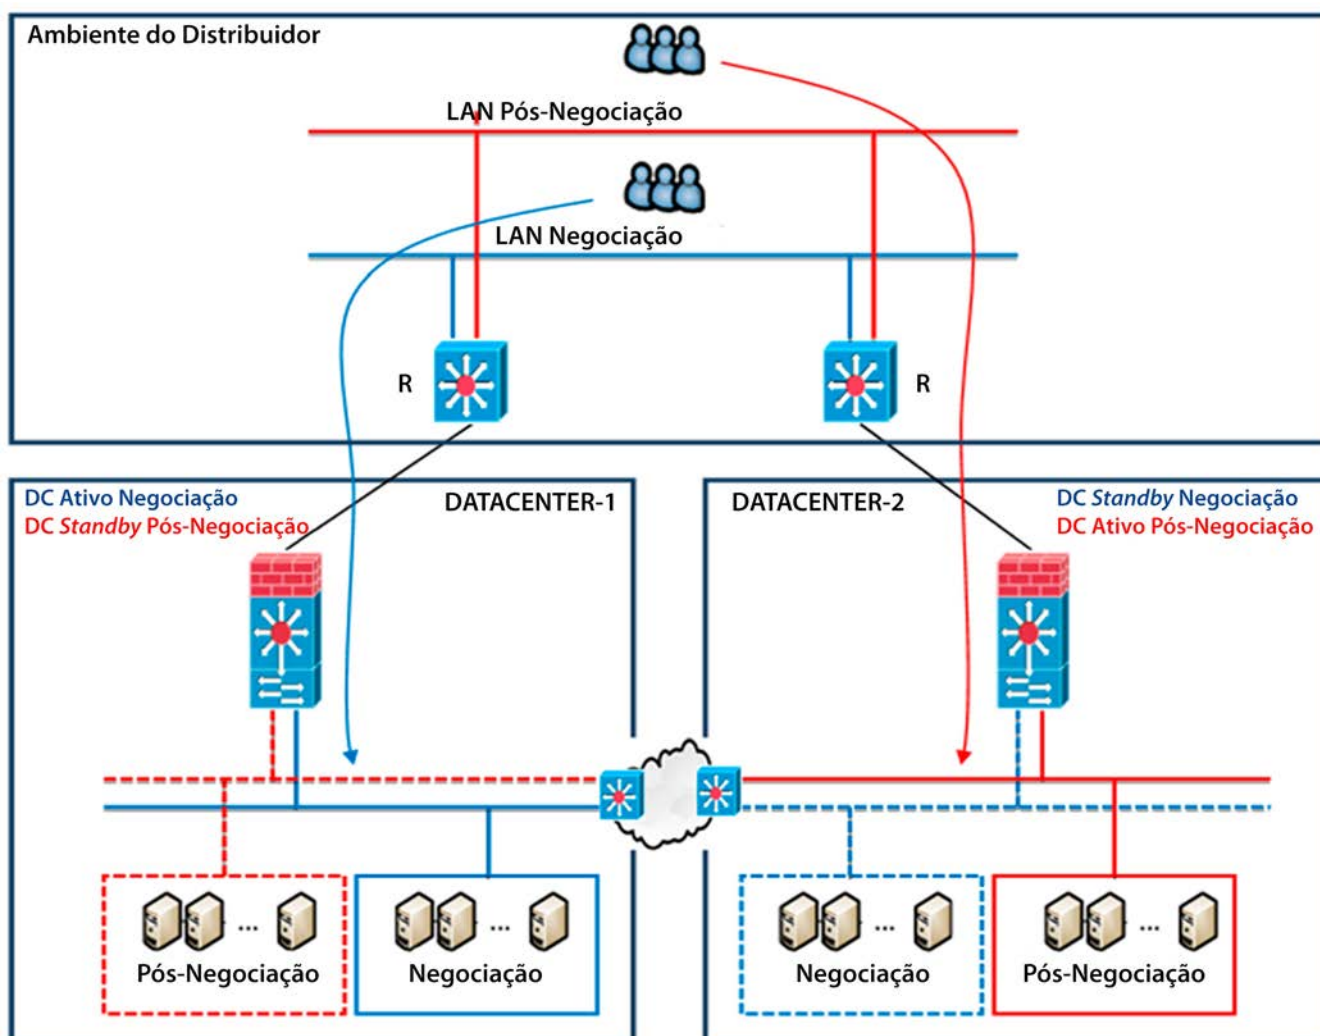 Ambiente do Distribuidor
LAN Pós-Negociação
LAN Negociação
R
R
DC Ativo Negociação
DC Standby Pós-Negociação
DATACENTER-1
DATACENTER-2
DC Standby Negociação
DC Ativo Pós-Negociação
...
Pós-Negociação
...
Negociação
...
Negociação
...
Pós-Negociação